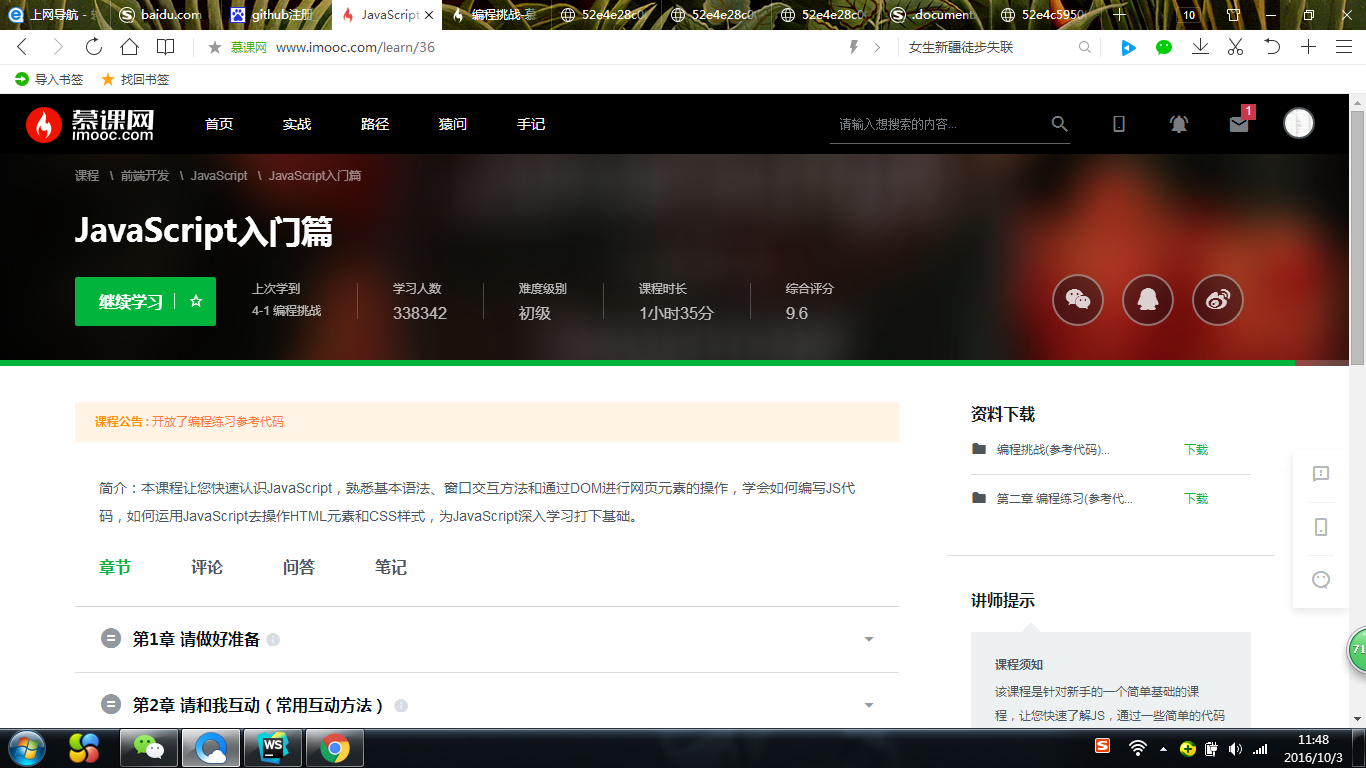 上网导航 -
baidu.com
github注册
JavaScript
编程挑战-慕
52e4e28c0
52e4e28c0
52e4e28c0
.document.
52e4c5950
10
慕课网 www.imooc.com/learn/36
女生新疆徒步失联
导入书签 找回书签
慕课网
imooc.com
首页 实战 路径 猿问 手记
请输入想搜索的内容...
1
课程 \ 前端开发 \ JavaScript \ JavaScript入门篇
JavaScript入门篇
继续学习
上次学到 学习人数 难度级别 课程时长 综合评分
4-1 编程挑战 338342 初级 1小时35分 9.6
课程公告 : 开放了编程练习参考代码
简介：本课程让您快速认识JavaScript，熟悉基本语法、窗口交互方法和通过DOM进行网页元素的操作，学会如何编写JS代
码，如何运用JavaScript去操作HTML元素和CSS样式，为JavaScript深入学习打下基础。
章节 评论 问答 笔记
第1章 请做好准备
第2章 请和我互动（常用互动方法）
资料下载
编程挑战(参考代码)... 下载
第二章 编程练习(参考代... 下载
讲师提示
课程须知
该课程是针对新手的一个简单基础的课
程，让您快速了解JS，通过一些简单的代码
71
WS
S
11:48
2016/10/3